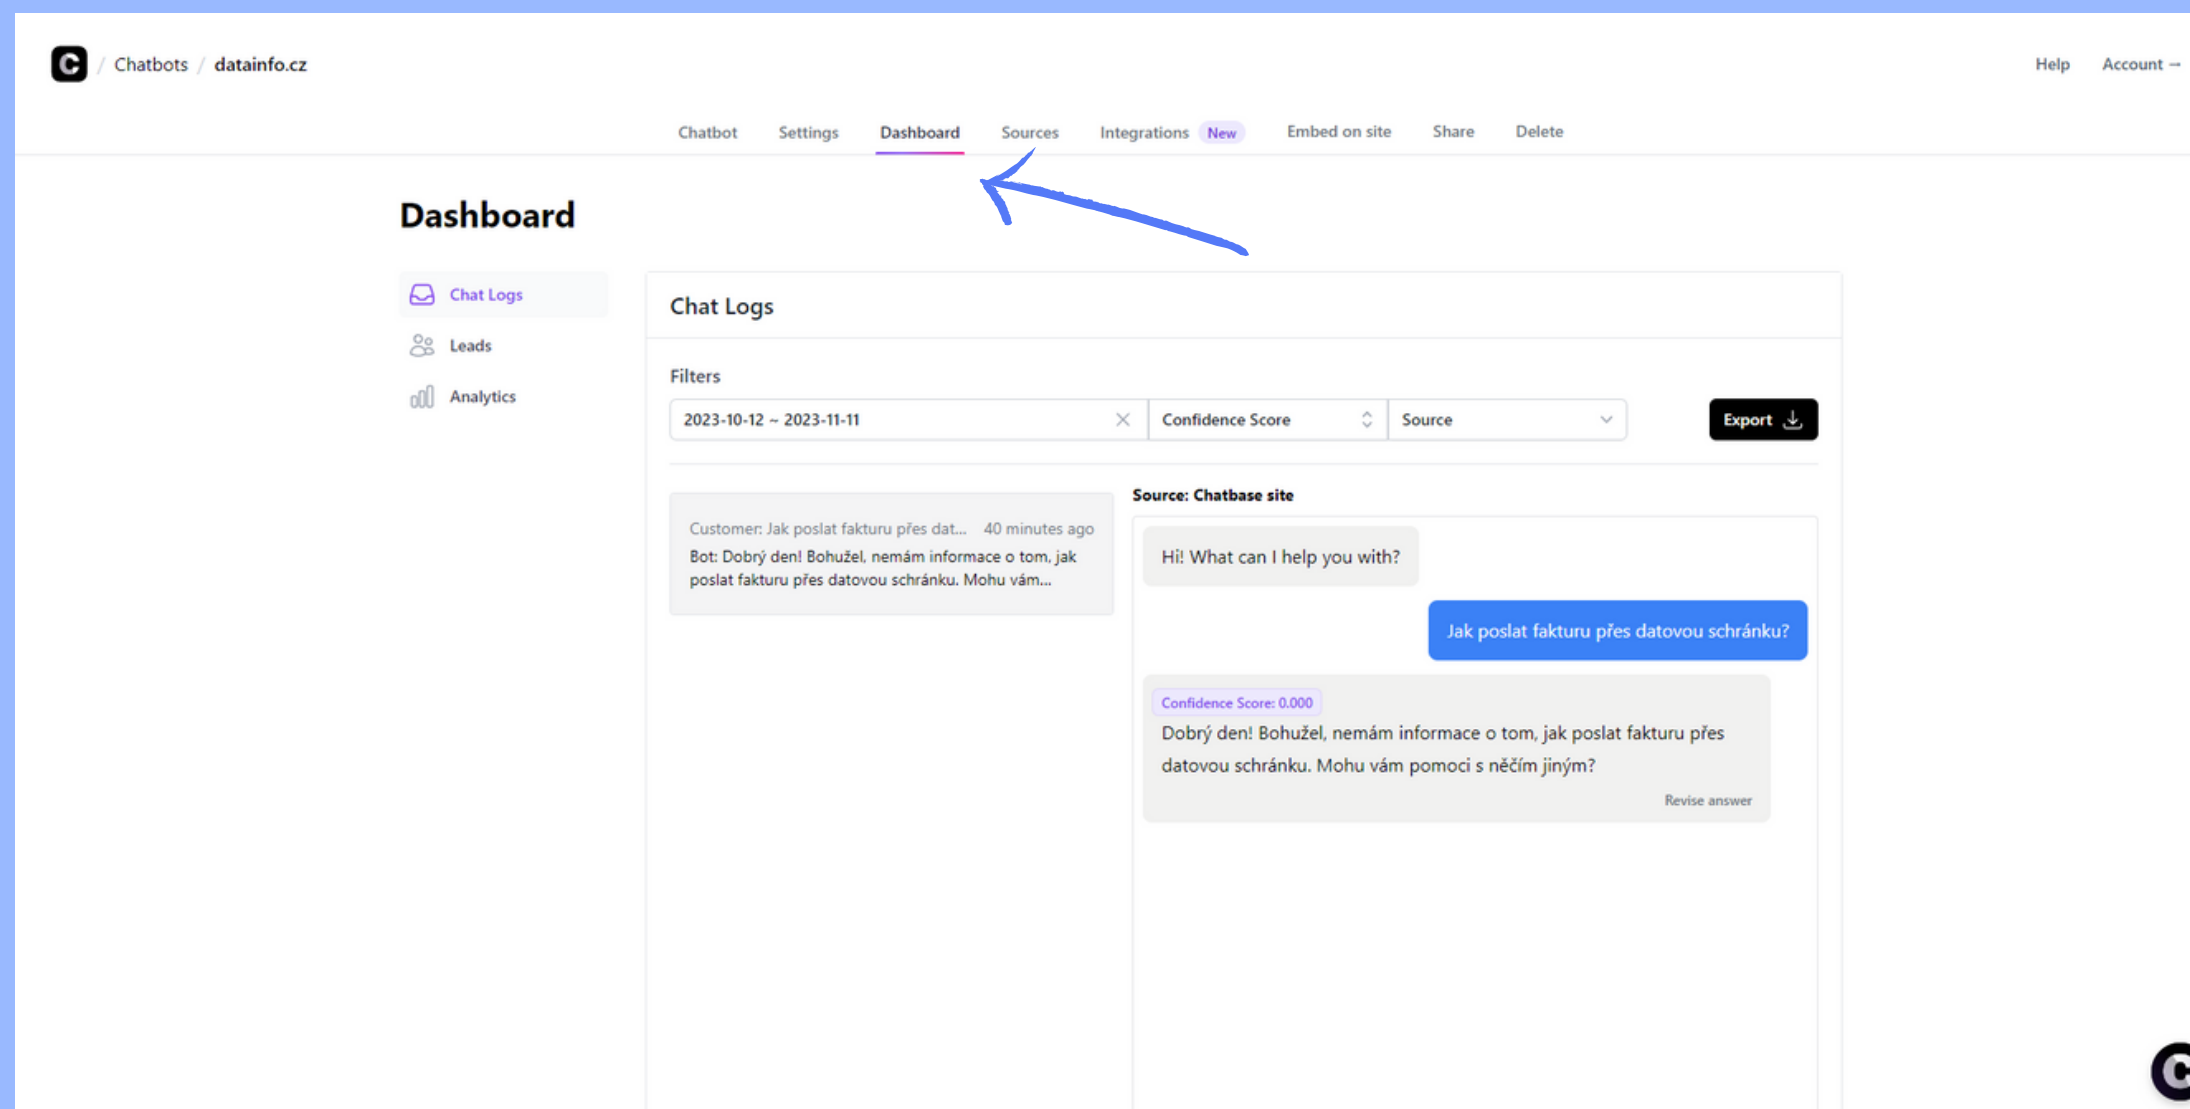 C / Chatbots / datainfo.cz
Help Account
Chatbot Settings Dashboard Sources Integrations New Embed on site Share Delete
Dashboard
Chat Logs
Leads
Analytics
Chat Logs
Filters
2023-10-12 ~ 2023-11-11
Confidence Score
Source
Export
Customer: Jak poslat fakturu přes dat... 40 minutes ago
Bot: Dobrý den! Bohužel, nemám informace o tom, jak
poslat fakturu přes datovou schránku. Mohu vám...
Source: Chatbase site
Hi! What can I help you with?
Jak poslat fakturu přes datovou schránku?
Confidence Score: 0.000
Dobrý den! Bohužel, nemám informace o tom, jak poslat fakturu přes
datovou schránku. Mohu vám pomoci s něčím jiným?
Revise answer
C